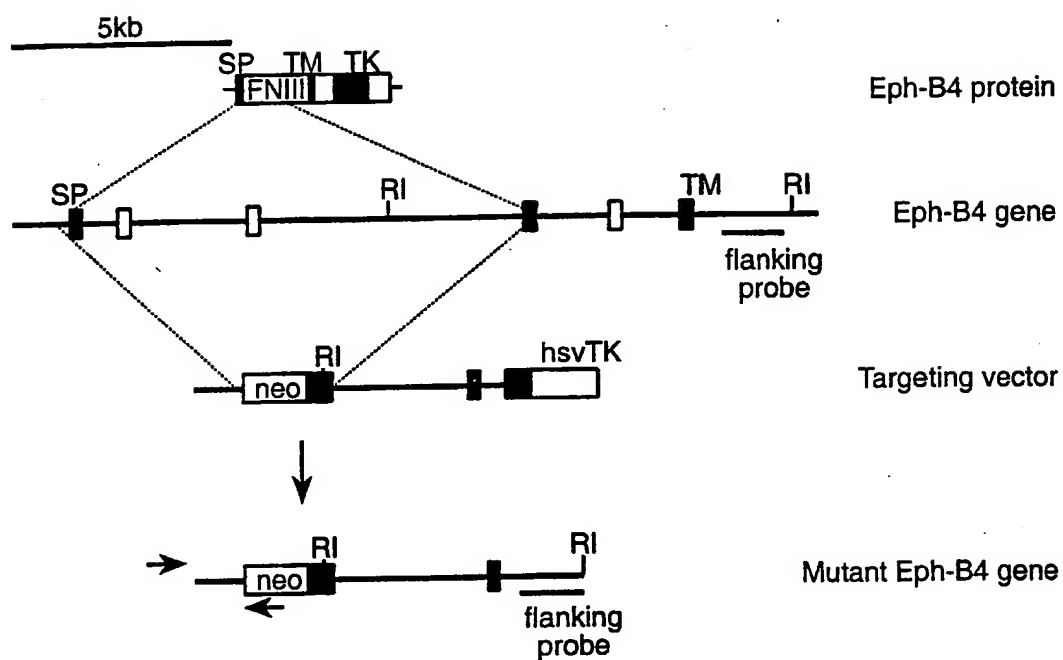 5kb
SP TM TK
FNIII
Eph-B4 protein
SP RI TM RI
Eph-B4 gene
flanking
probe
RI hsvTK
neo
Targeting vector
RI RI
neo
Mutant Eph-B4 gene
flanking
probe